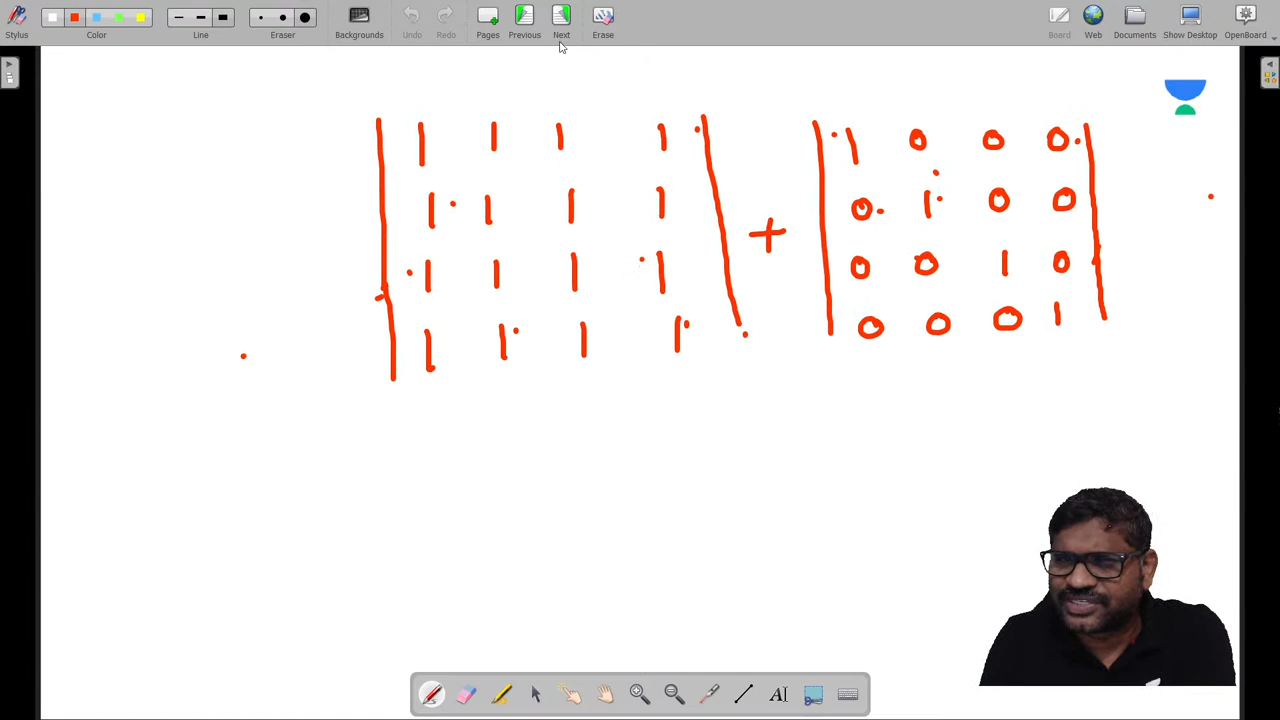 Stylus
Color
Line
Eraser
Backgrounds
Undo
Redo
Pages
Previous
Next
Erase
Board
Web
Documents
Show Desktop
OpenBoard
| 1 1 1 1 | + | 1 0 0 0 |
| 1 1 1 1 | | 0 1 0 0 |
| 1 1 1 1 | | 0 0 1 0 |
| 1 1 1 1 | | 0 0 0 1 |
AI